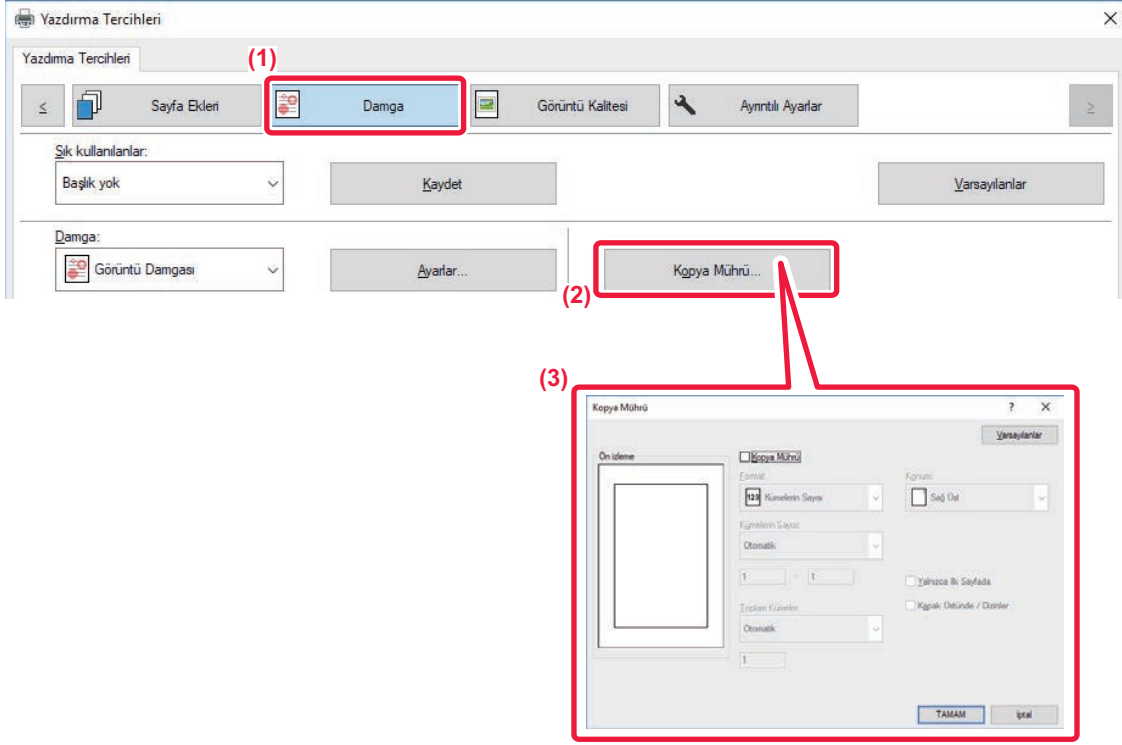 Yazdırma Tercihleri
Yazdırma Tercihleri
(1)
<
Sayfa Ekleri
Damga
Görüntü Kalitesi
Ayrıntılı Ayarlar
>
Sık kullanılanlar:
Başlık yok
Kaydet
Varsayılanlar
Damga:
Görüntü Damgası
Ayarlar...
Kopya Mührü...
(2)
(3)
Kopya Mührü
?
Varsayılanlar
Ön izleme
Kopya Mührü
Format:
123 Kümelerin Sayısı
Konum:
Sağ Üst
Kümelerin Sayısı:
Otomatik
1 - 1
Yalnızca İlk Sayfada
Kapak Üstünde / Dizinler
Toplam Kümeler:
Otomatik
1
TAMAM
İptal